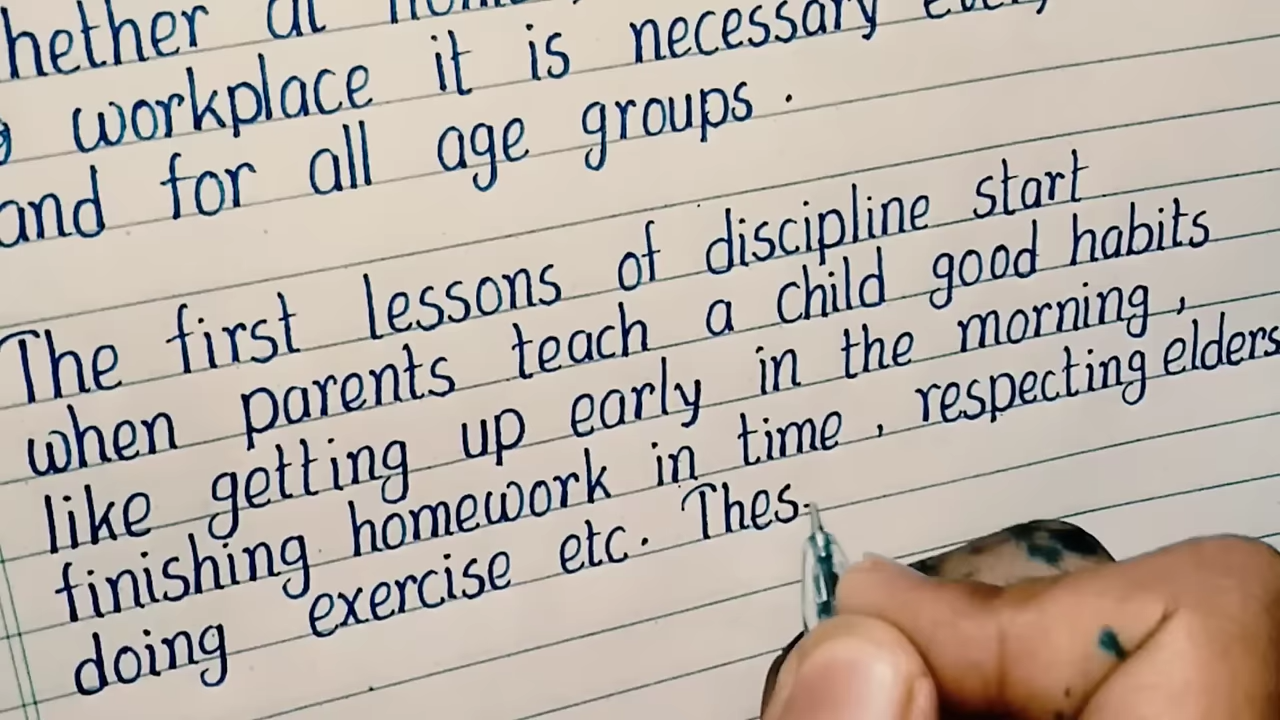 hether at
workplace it is necessary
and for all age groups.
The first lessons of discipline start
when parents teach a child good habits
like getting up early in the morning,
finishing homework in time, respecting elders
doing exercise etc. Thes